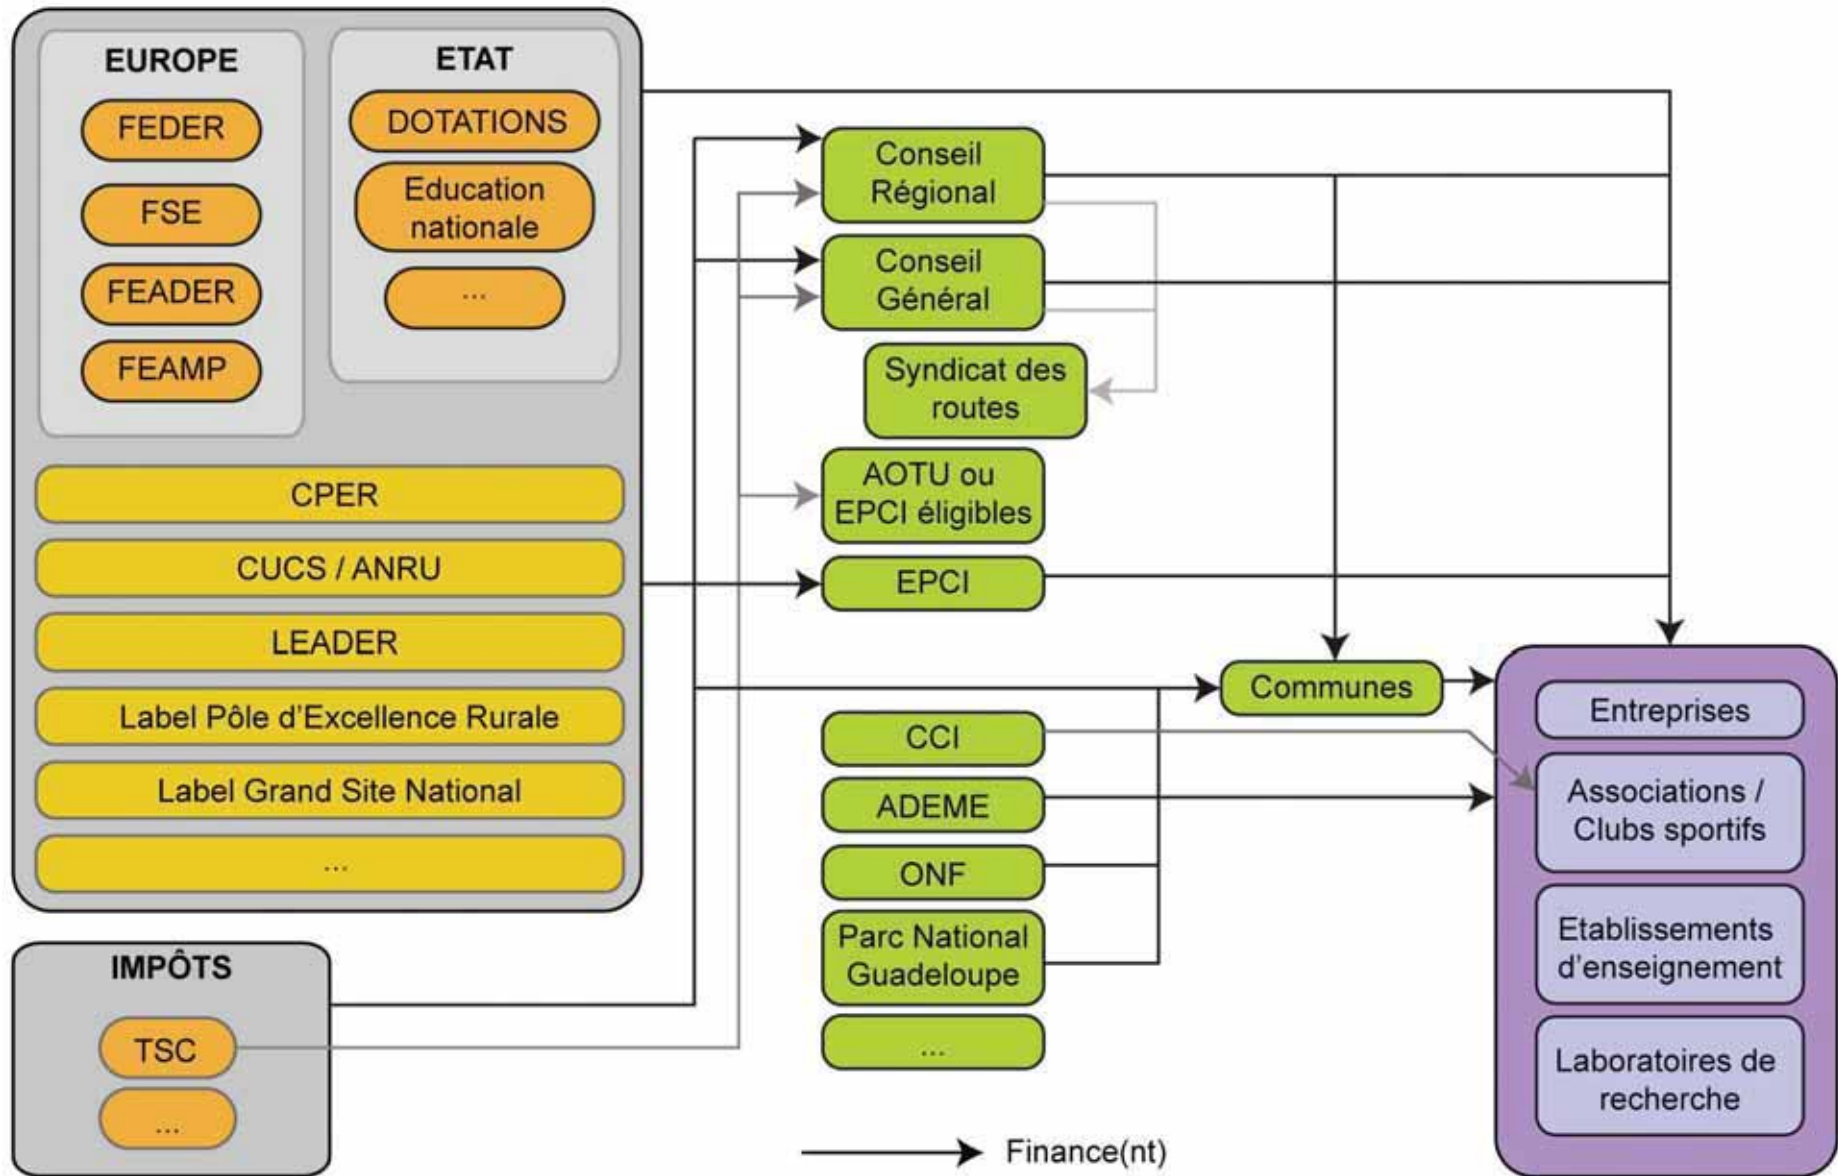 EUROPE
FEDER
FSE
FEADER
FEAMP
ETAT
DOTATIONS
Education
nationale
...
CPER
CUCS / ANRU
LEADER
Label Pôle d'Excellence Rurale
Label Grand Site National
...
IMPÔTS
TSC
...
Conseil
Régional
Conseil
Général
Syndicat des
routes
AOTU ou
EPCI éligibles
EPCI
Communes
CCI
ADEME
ONF
Parc National
Guadeloupe
...
Entreprises
Associations /
Clubs sportifs
Etablissements
d'enseignement
Laboratoires de
recherche
Finance(nt)